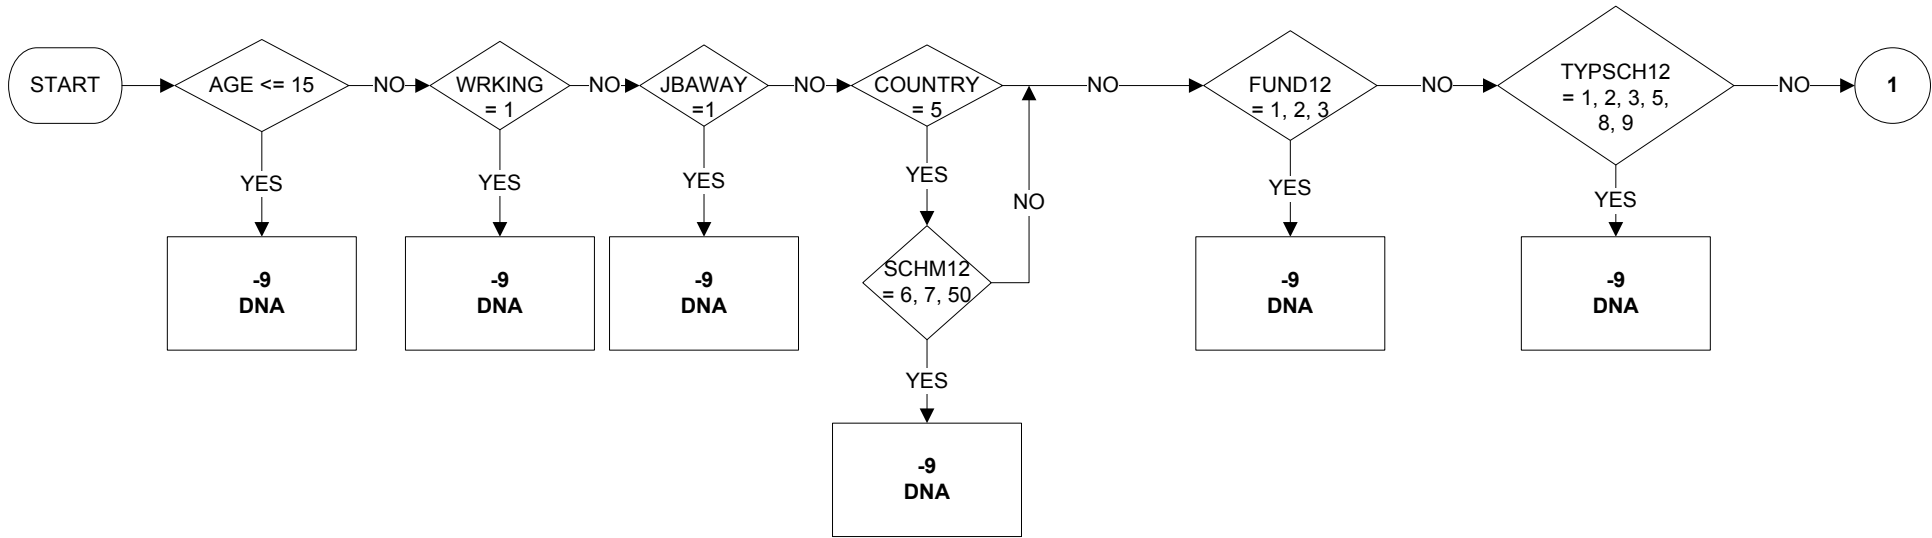 START
AGE <= 15
NO
WRKING
= 1
NO
JBAWAY
=1
NO
COUNTRY
= 5
NO
FUND12
= 1, 2, 3
NO
TYPSCH12
= 1, 2, 3, 5,
8, 9
NO
1
YES
YES
YES
YES
NO
YES
YES
SCHM12
= 6, 7, 50
-9
DNA
-9
DNA
-9
DNA
-9
DNA
-9
DNA
YES
-9
DNA